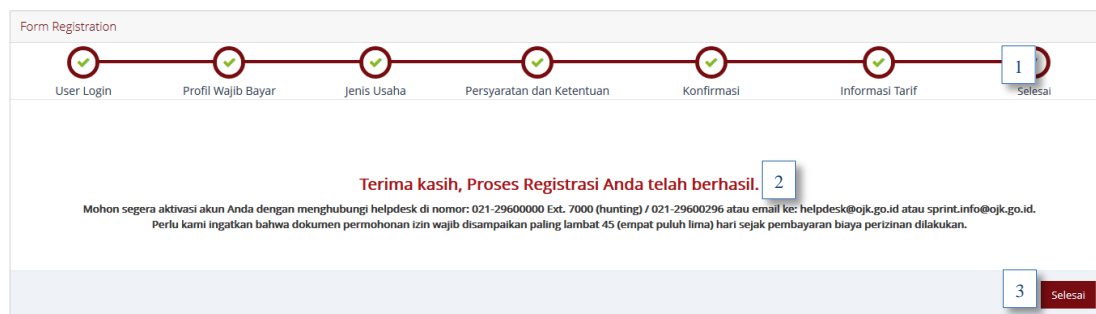 Form Registration
1
User Login Profil Wajib Bayar Jenis Usaha Persyaratan dan Ketentuan Konfirmasi Informasi Tarif Selesai
Terima kasih, Proses Registrasi Anda telah berhasil. 2
Mohon segera aktivasi akun Anda dengan menghubungi helpdesk di nomor: 021-29600000 Ext. 7000 (hunting) / 021-29600296 atau email ke: helpdesk@ojk.go.id atau sprint.info@ojk.go.id.
Perlu kami ingatkan bahwa dokumen permohonan izin wajib disampaikan paling lambat 45 (empat puluh lima) hari sejak pembayaran biaya perizinan dilakukan.
3 Selesai